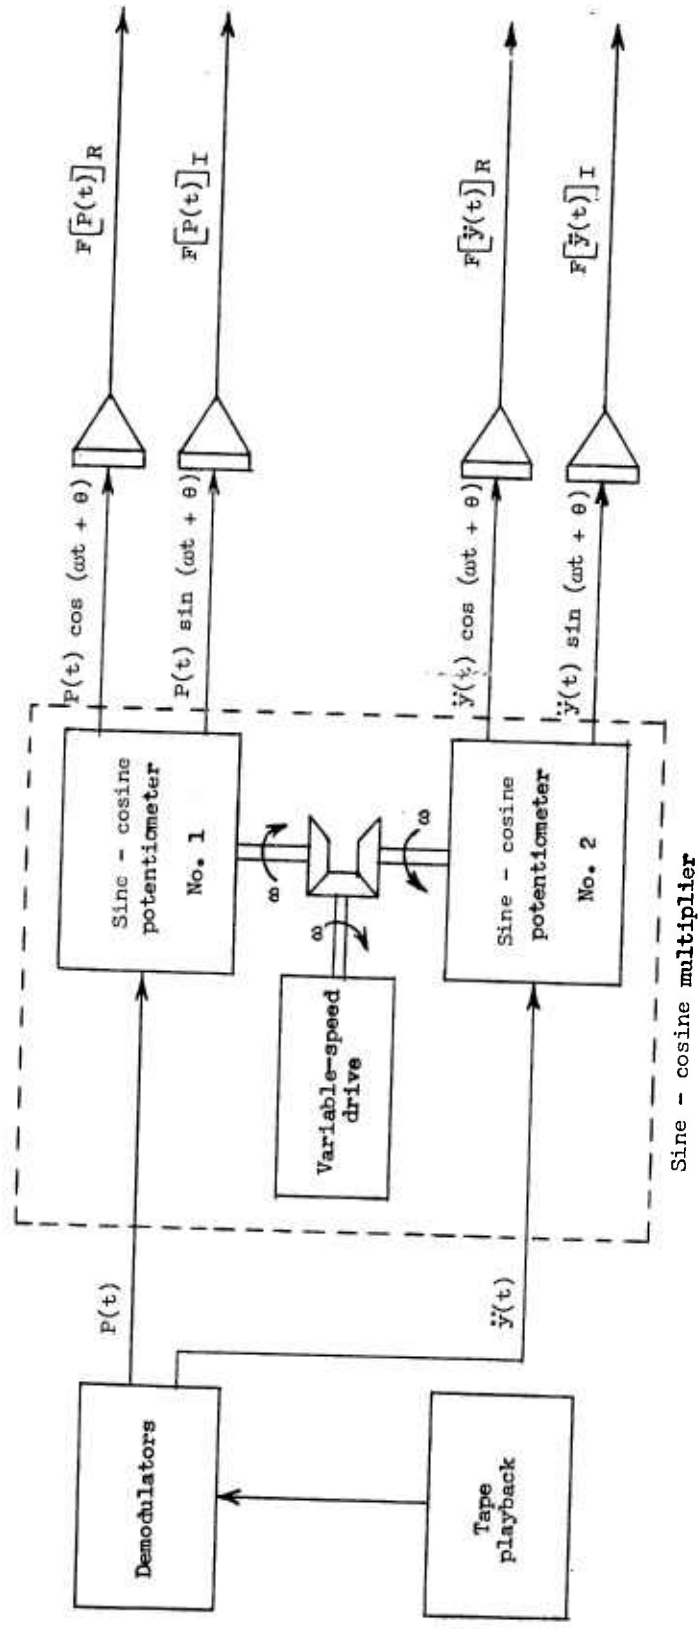 Tape
playback
Demodulators
P(t)
ÿ(t)
Sine - cosine
potentiometer
No. 1
ω
ω
ω
Variable-speed
drive
Sine - cosine
potentiometer
No. 2
Sine - cosine multiplier
P(t) cos (ωt + θ)
P(t) sin (ωt + θ)
ÿ(t) cos (ωt + θ)
ÿ(t) sin (ωt + θ)
F[P(t)]R
F[P(t)]I
F[ÿ(t)]R
F[ÿ(t)]I